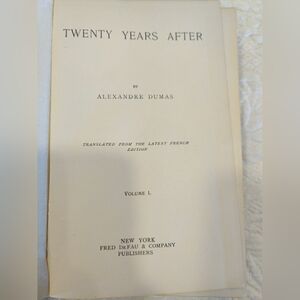 TWENTY YEARS AFTER
BY
ALEXANDRE DUMAS
TRANSLATED FROM THE LATEST FRENCH
EDITION
VOLUME I.
NEW YORK
FRED DEFAU & COMPANY
PUBLISHERS